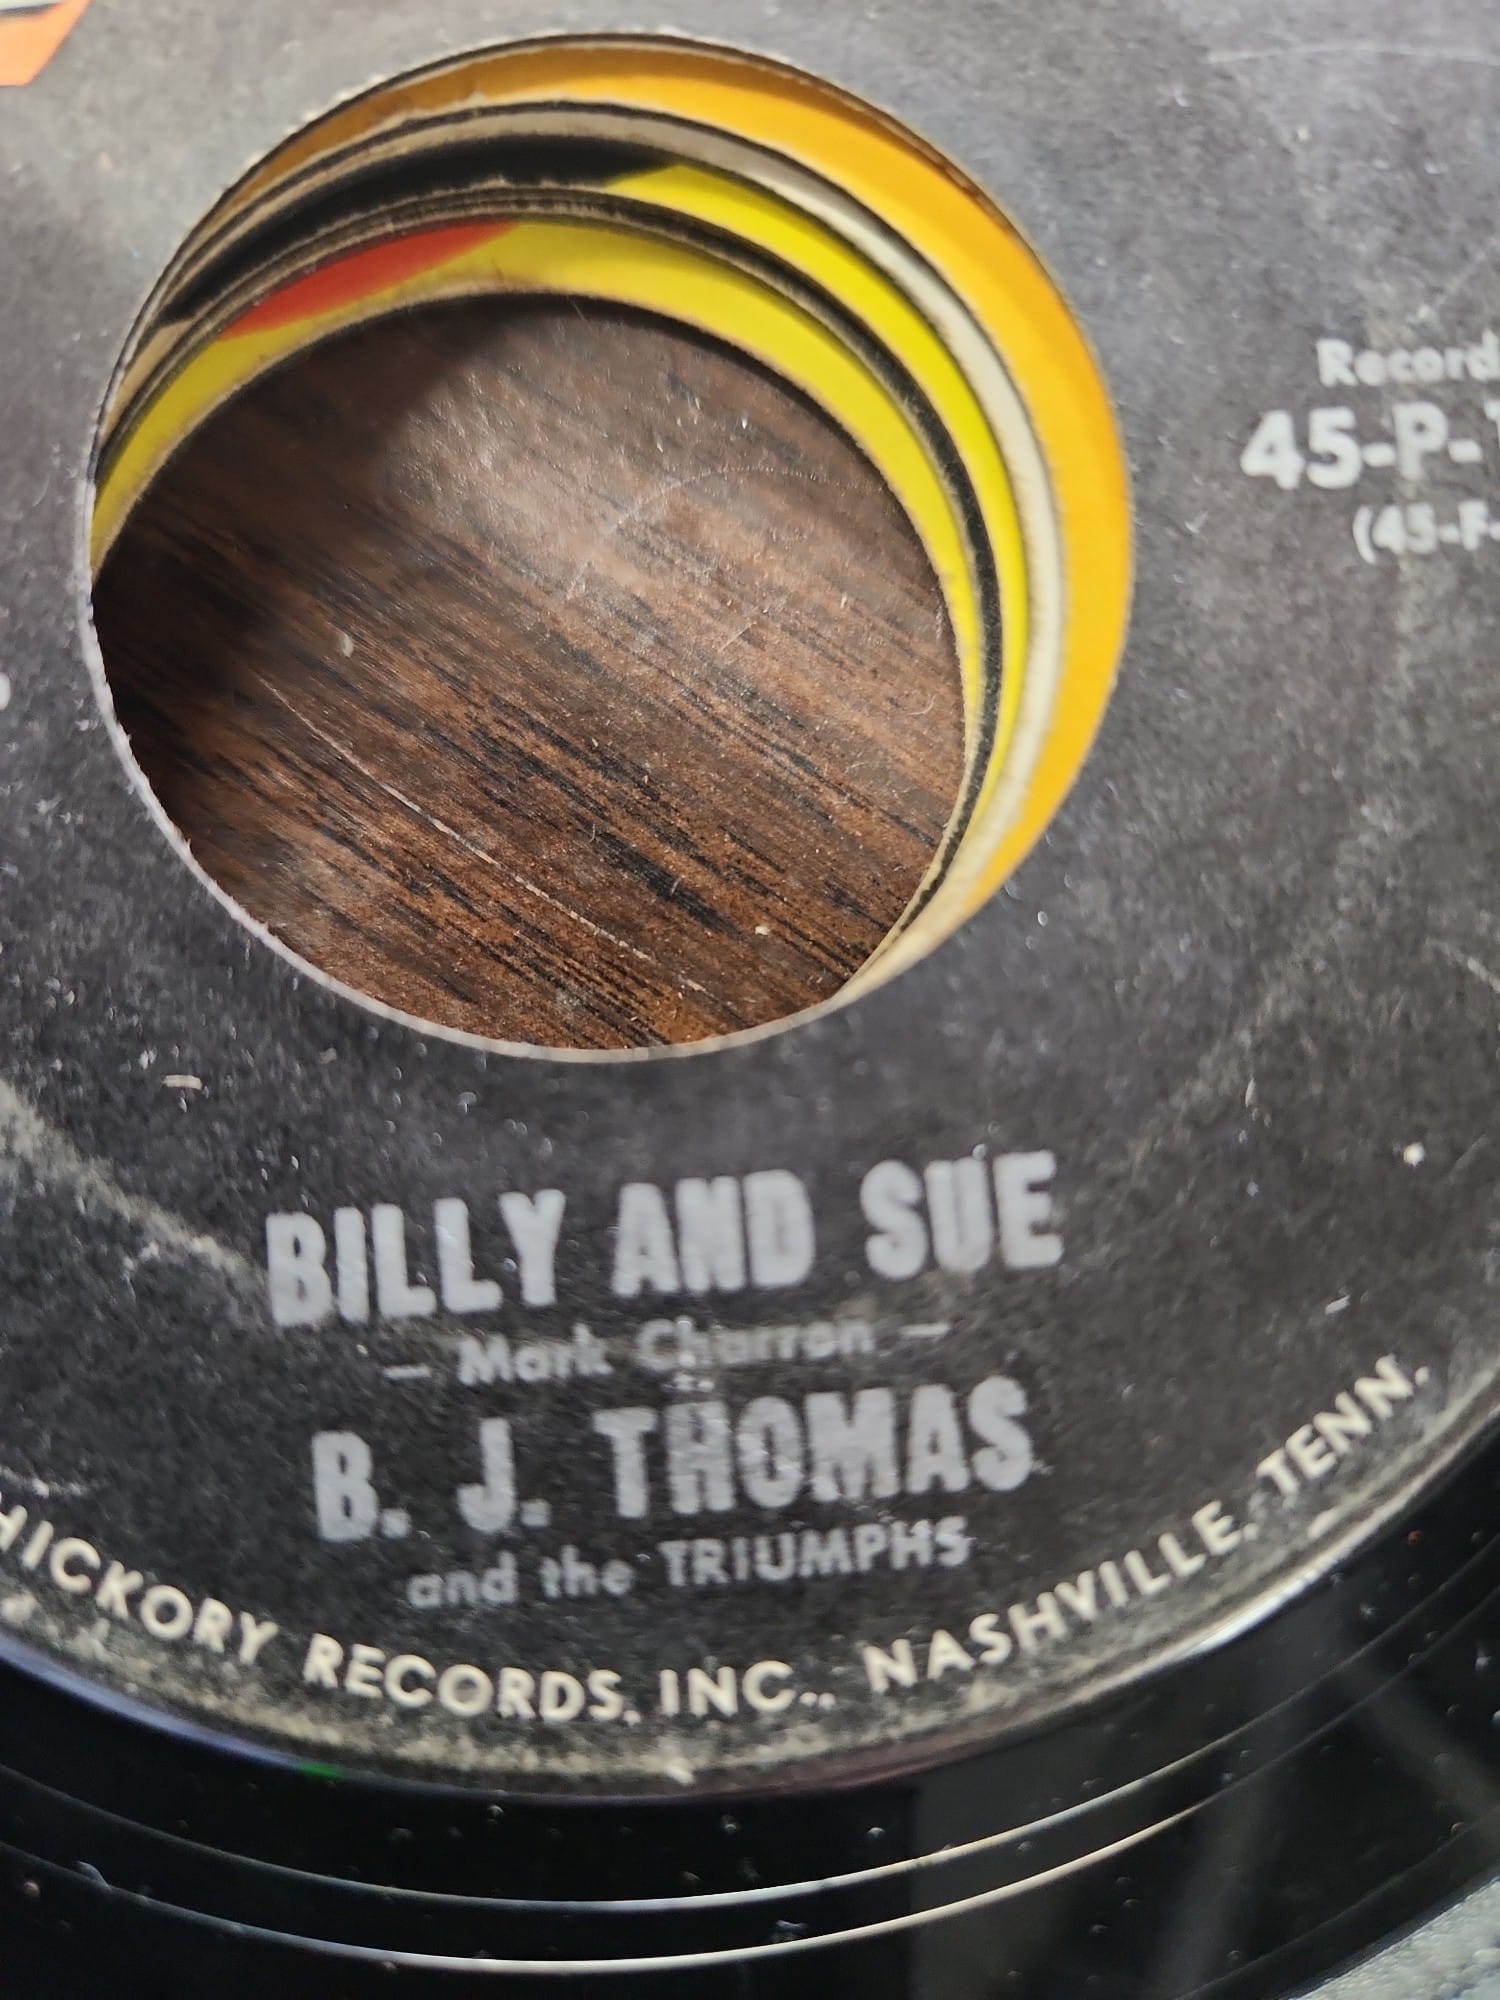 Record
45-P-
(45-F-
BILLY AND SUE
— Mark Charron —
B. J. THOMAS
and the TRIUMPHS
HICKORY RECORDS, INC., NASHVILLE, TENN.